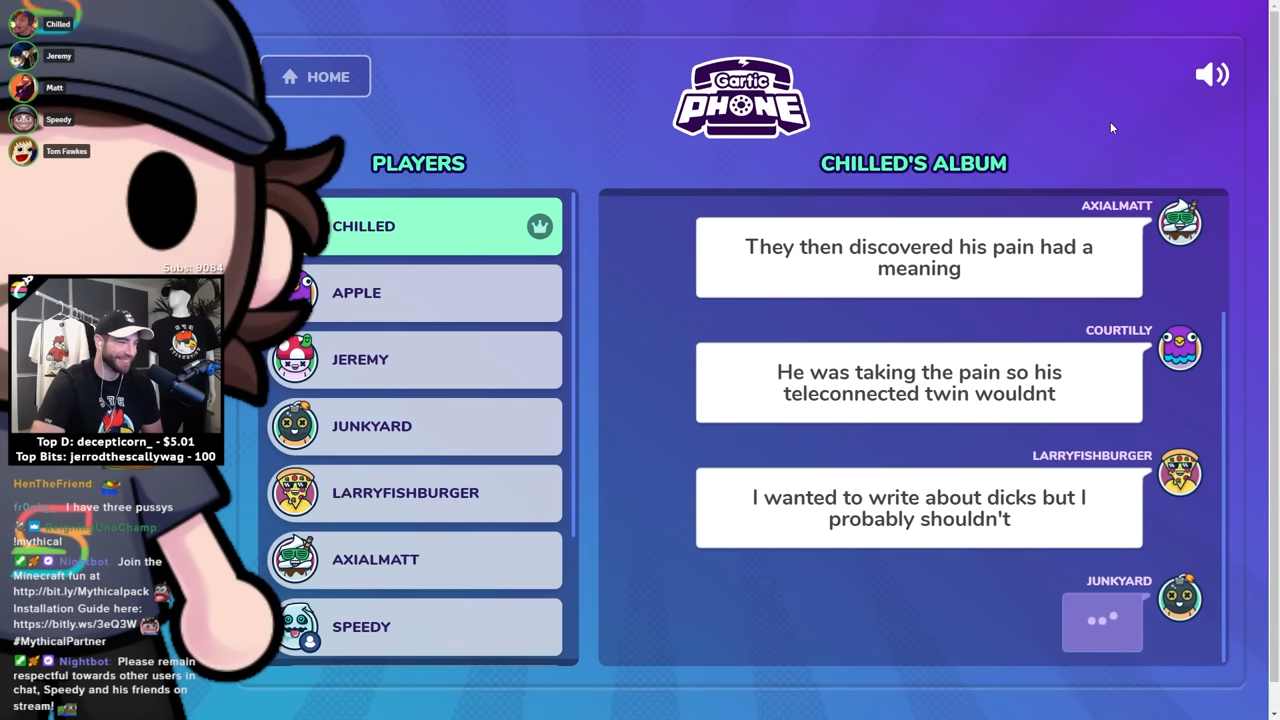 Chilled
Jeremy
Matt
Speedy
Tom Fawkes
HOME
Gartic
PHONE
PLAYERS
CHILLED
APPLE
JEREMY
JUNKYARD
LARRYFISHBURGER
AXIALMATT
SPEEDY
CHILLED'S ALBUM
AXIALMATT
They then discovered his pain had a
meaning
COURTILLY
He was taking the pain so his
teleconnected twin wouldnt
LARRYFISHBURGER
I wanted to write about dicks but I
probably shouldn't
JUNKYARD
Subs: 9084
Top D: decepticorn_ - $5.01
Top Bits: jerrodthescallywag - 100
HenTheFriend:
I have three pussys
!mythical
Nightbot: Join the
Minecraft fun at
http://bit.ly/Mythicalpack
Installation Guide here:
https://bitly.ws/3eQ3W
#MythicalPartner
Nightbot: Please remain
respectful towards other users in
chat, Speedy and his friends on
stream!